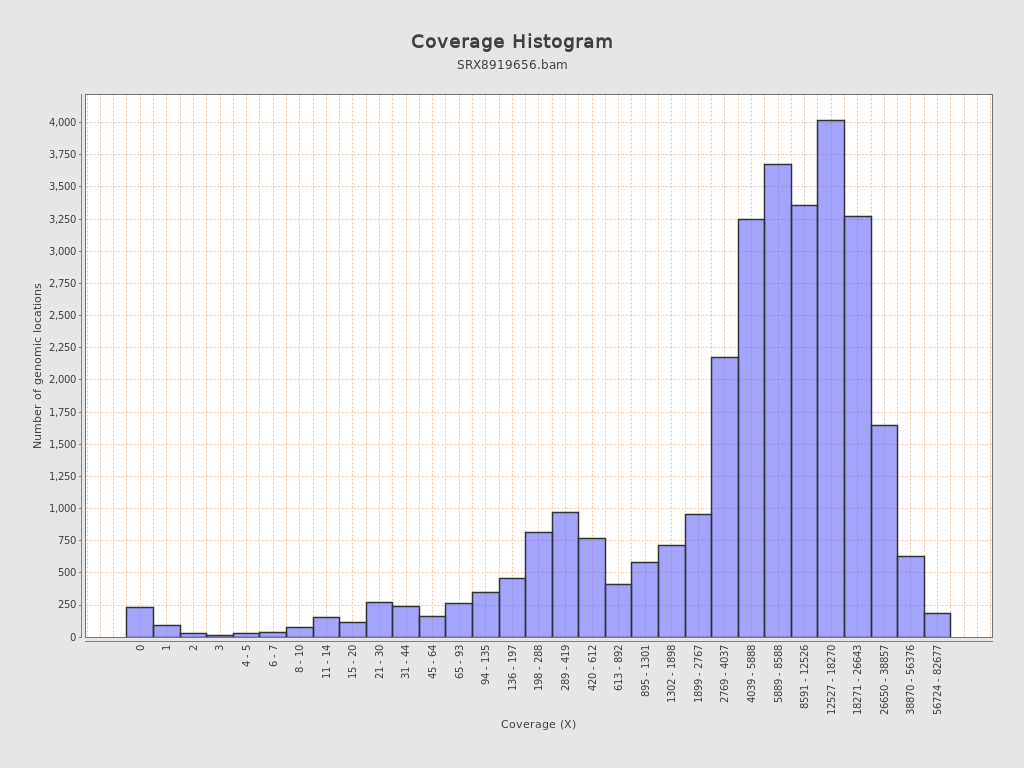 Coverage Histogram
SRX8919656.bam
Number of genomic locations
4,000
3,750
3,500
3,250
3,000
2,750
2,500
2,250
2,000
1,750
1,500
1,250
1,000
750
500
250
0
0
1
2
3
4 - 5
6 - 7
8 - 10
11 - 14
15 - 20
21 - 30
31 - 44
45 - 64
65 - 93
94 - 135
136 - 197
198 - 288
289 - 419
420 - 612
613 - 892
895 - 1301
1302 - 1898
1899 - 2767
2769 - 4037
4039 - 5888
5889 - 8588
8591 - 12526
12527 - 18270
18271 - 26643
26650 - 38857
38870 - 56376
56724 - 82677
Coverage (X)